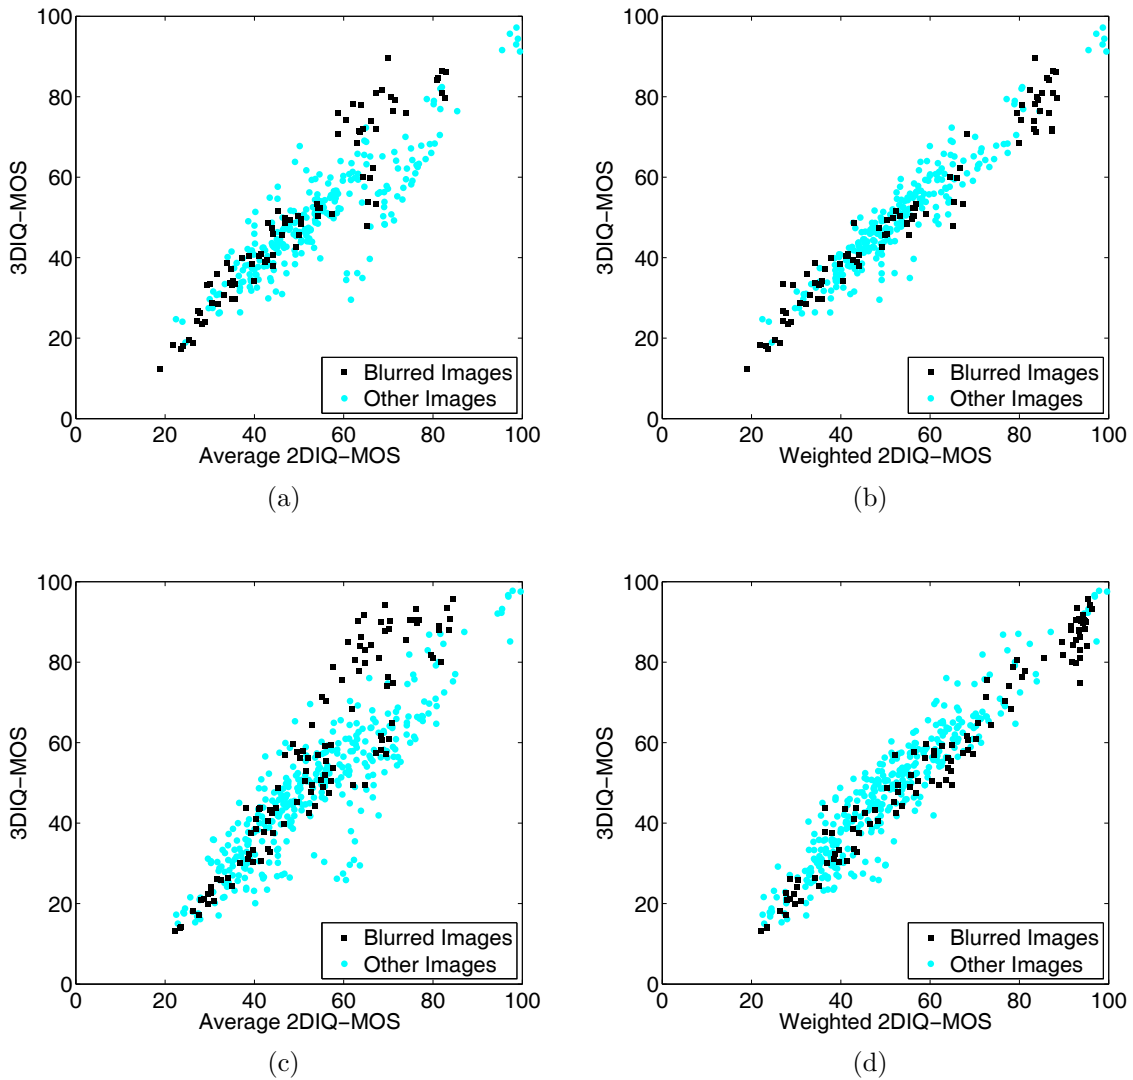 100
80
60
40
20
0
3DIQ−MOS
Blurred Images
Other Images
0 20 40 60 80 100
Average 2DIQ−MOS
(a)
100
80
60
40
20
0
3DIQ−MOS
Blurred Images
Other Images
0 20 40 60 80 100
Weighted 2DIQ−MOS
(b)
100
80
60
40
20
0
3DIQ−MOS
Blurred Images
Other Images
0 20 40 60 80 100
Average 2DIQ−MOS
(c)
100
80
60
40
20
0
3DIQ−MOS
Blurred Images
Other Images
0 20 40 60 80 100
Weighted 2DIQ−MOS
(d)